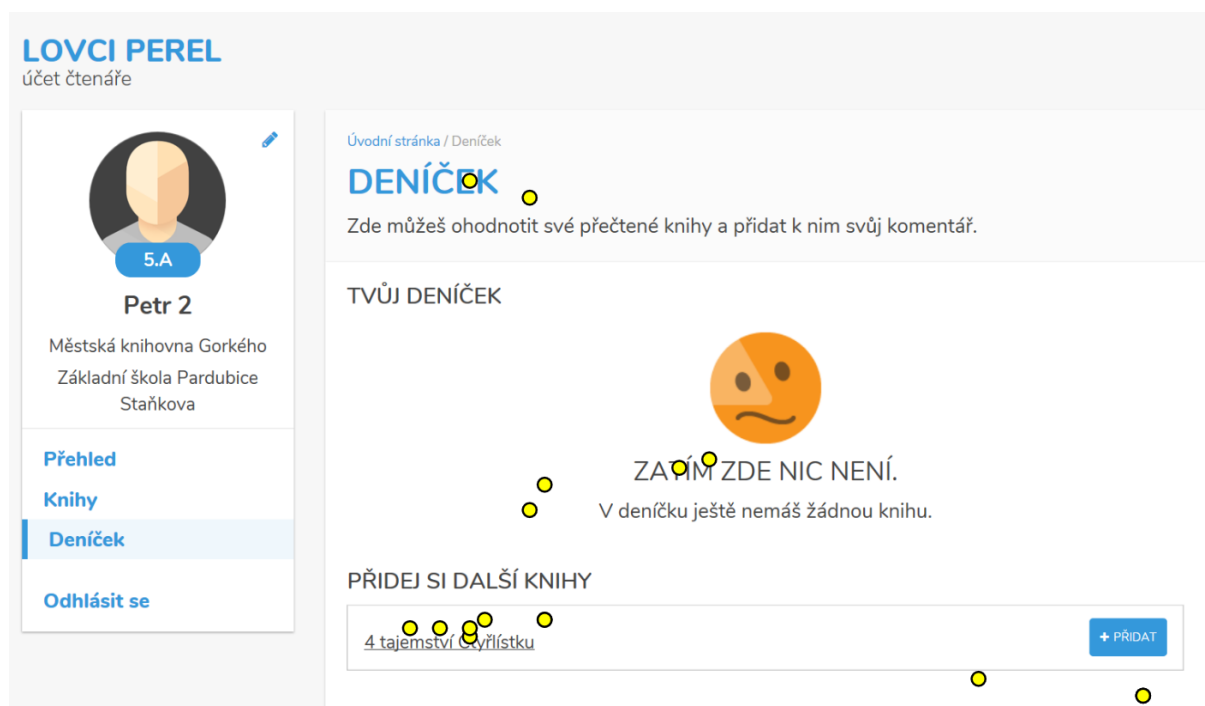 LOVCI PEREL
účet čtenáře
5.A
Petr 2
Městská knihovna Gorkého
Základní škola Pardubice
Staňkova
Přehled
Knihy
Deníček
Odhlásit se
Úvodní stránka / Deníček
DENÍČEK
Zde můžeš ohodnotit své přečtené knihy a přidat k nim svůj komentář.
TVŮJ DENÍČEK
ZATÍM ZDE NIC NENÍ.
V deníčku ještě nemáš žádnou knihu.
PŘIDEJ SI DALŠÍ KNIHY
4 tajemství Čtyřlístku
+ PŘIDAT